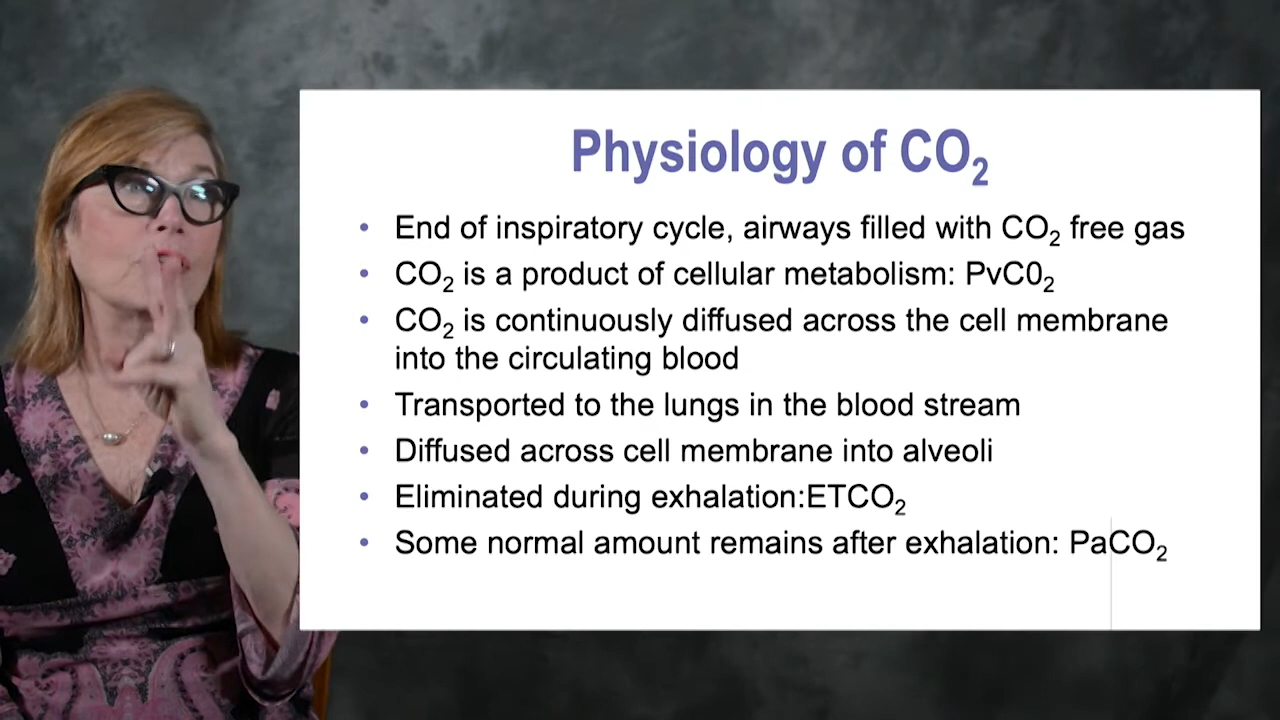 Physiology of CO₂
• End of inspiratory cycle, airways filled with CO₂ free gas
• CO₂ is a product of cellular metabolism: PvC0₂
• CO₂ is continuously diffused across the cell membrane
into the circulating blood
• Transported to the lungs in the blood stream
• Diffused across cell membrane into alveoli
• Eliminated during exhalation:ETCO₂
• Some normal amount remains after exhalation: PaCO₂